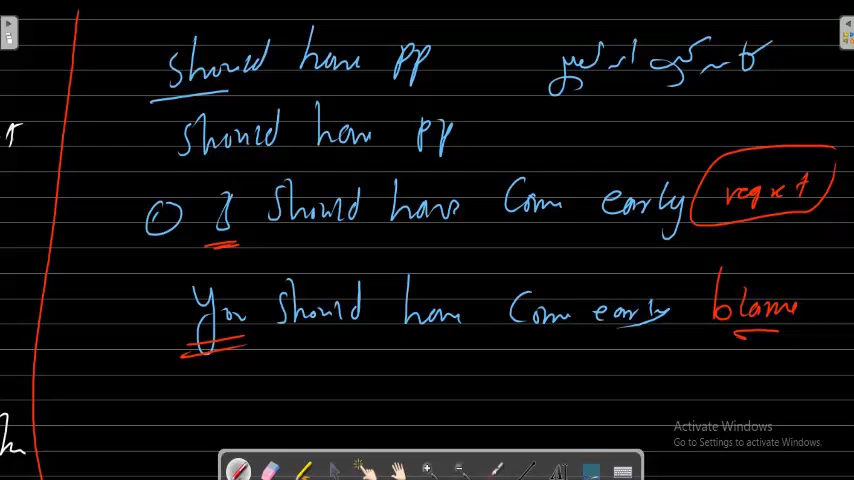 should have pp
should have pp
① I should have come early regret
You should have come early blame
Activate Windows
Go to Settings to activate Windows.